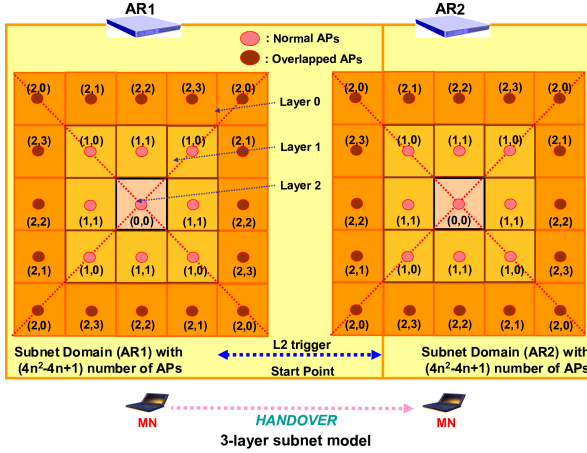 AR1 AR2
: Normal APs
: Overlapped APs
(2,0) (2,1) (2,2) (2,3) (2,0) (2,0) (2,1) (2,2) (2,3) (2,0)
Layer 0
(2,3) (1,0) (1,1) (1,0) (2,1) (2,3) (1,0) (1,1) (1,0) (2,1)
Layer 1
Layer 2
(2,2) (1,1) (0,0) (1,1) (2,2) (2,2) (1,1) (0,0) (1,1) (2,2)
(2,1) (1,0) (1,1) (1,0) (2,3) (2,1) (1,0) (1,1) (1,0) (2,3)
(2,0) (2,3) (2,2) (2,1) (2,0) (2,0) (2,3) (2,2) (2,1) (2,0)
L2 trigger
Subnet Domain (AR1) with Subnet Domain (AR2) with
(4n²-4n+1) number of APs Start Point (4n²-4n+1) number of APs
MN HANDOVER MN
3-layer subnet model